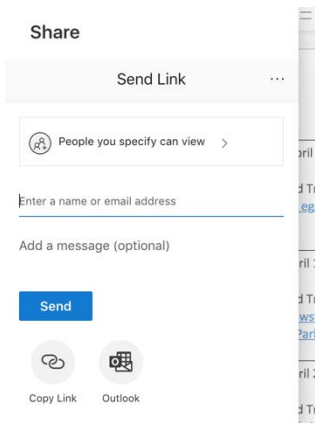 Share
Send Link
People you specify can view
Enter a name or email address
Add a message (optional)
Send
Copy Link
Outlook